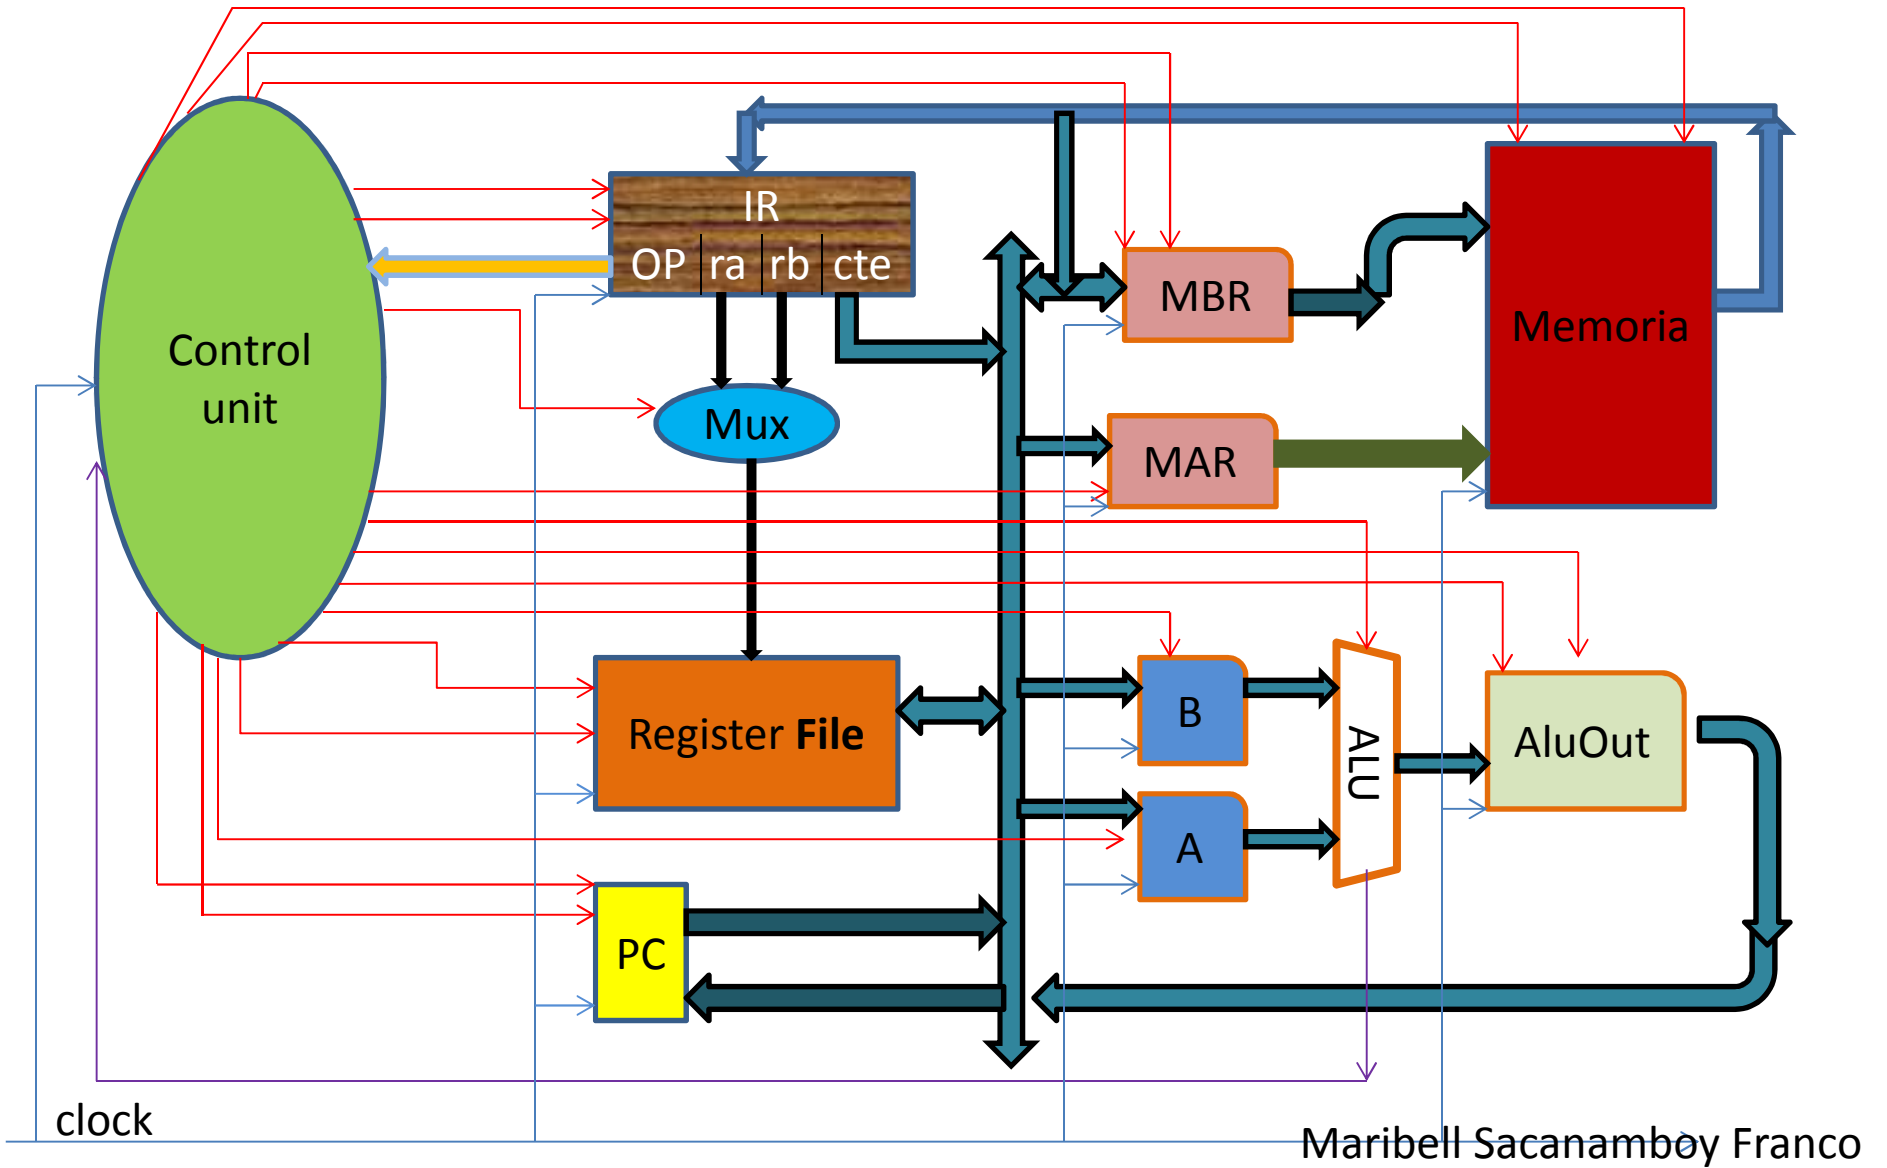 IR
OP ra rb cte
MBR
Control
unit
Memoria
Mux
MAR
Register File
B
ALU
AluOut
A
PC
clock
Maribell Sacanamboy Franco